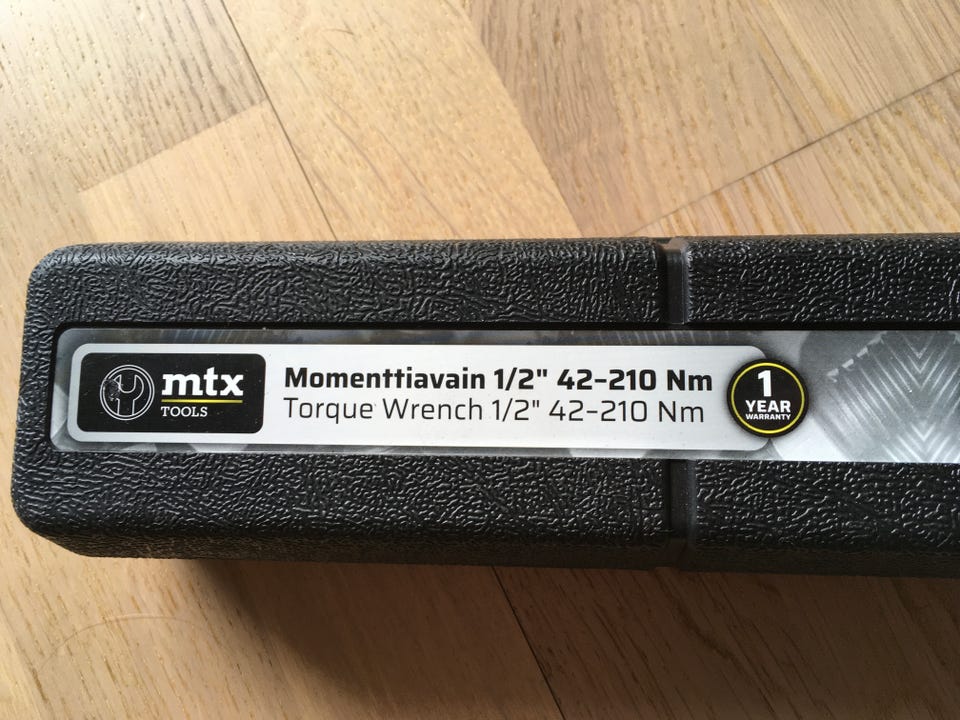 mtx
TOOLS
Momenttiavain 1/2" 42-210 Nm
Torque Wrench 1/2" 42-210 Nm
1
YEAR
WARRANTY